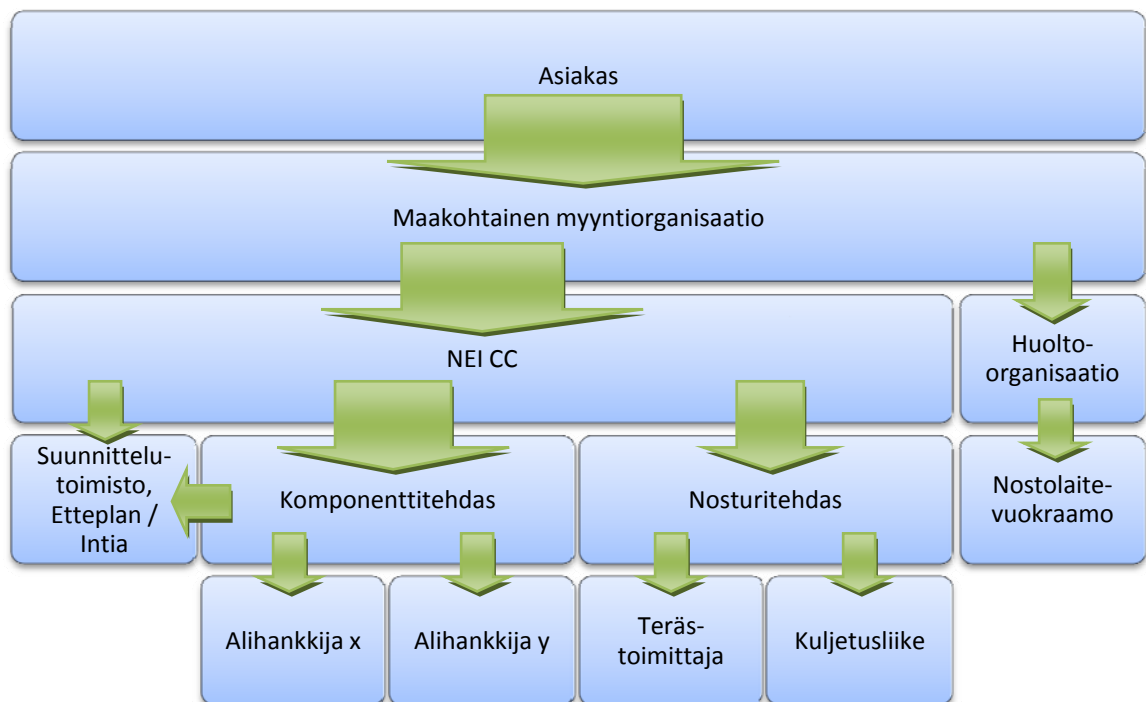 Asiakas
Maakohtainen myyntiorganisaatio
NEI CC
Huolto-
organisaatio
Suunnittelu-
toimisto,
Etteplan /
Intia
Komponenttitehdas
Nosturitehdas
Nostolaite-
vuokraamo
Alihankkija x
Alihankkija y
Teräs-
toimittaja
Kuljetusliike